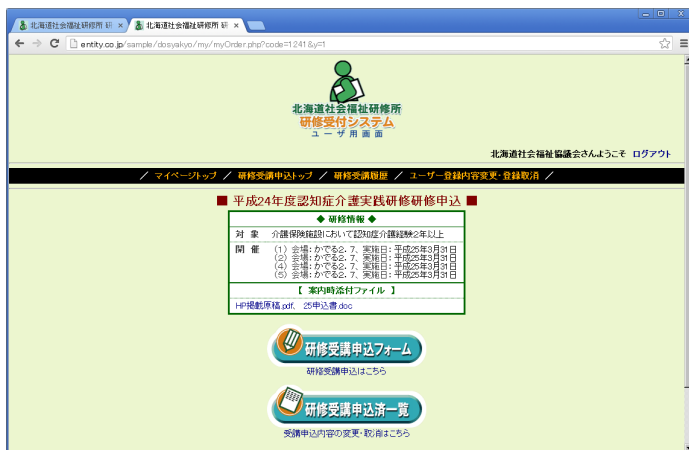 北海道社会福祉研修所 研 × 北海道社会福祉研修所 研 ×
entity.co.jp/sample/dosyakyo/my/myOrder.php?code=1241&y=1
北海道社会福祉研修所
研修受付システム
ユーザ用画面
北海道社会福祉協議会さんようこそ ログアウト
／ マイページトップ ／ 研修受講申込トップ ／ 研修受講履歴 ／ ユーザー登録内容変更・登録取消 ／
■ 平成24年度認知症介護実践研修研修申込 ■
◆ 研修情報 ◆
対 象 介護保険施設において認知症介護経験2年以上
開 催 (1) 会場：かでる2．7、実施日：平成25年3月31日
(2) 会場：かでる2．7、実施日：平成25年3月31日
(4) 会場：かでる2．7、実施日：平成25年3月31日
(5) 会場：かでる2．7、実施日：平成25年3月31日
【 案内時添付ファイル 】
HP掲載原稿.pdf、 25申込書.doc
研修受講申込フォーム
研修受講申込はこちら
研修受講申込済一覧
受講申込内容の変更・取消はこちら